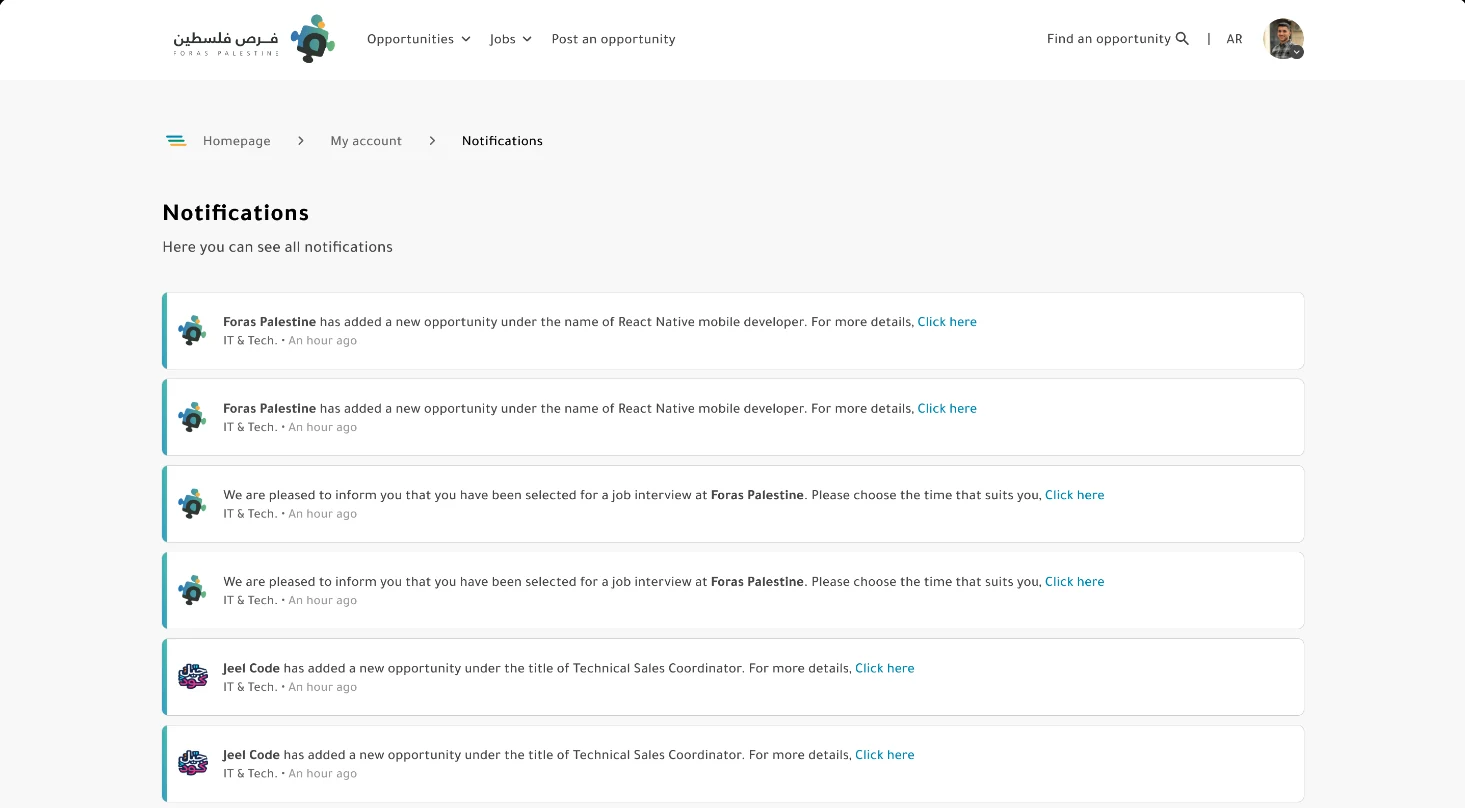 فـرص فلسطين
FORAS PALESTINE
Opportunities
Jobs
Post an opportunity
Find an opportunity
|
AR
Homepage
My account
Notifications
Notifications
Here you can see all notifications
Foras Palestine has added a new opportunity under the name of React Native mobile developer. For more details, Click here
IT & Tech. • An hour ago
Foras Palestine has added a new opportunity under the name of React Native mobile developer. For more details, Click here
IT & Tech. • An hour ago
We are pleased to inform you that you have been selected for a job interview at Foras Palestine. Please choose the time that suits you, Click here
IT & Tech. • An hour ago
We are pleased to inform you that you have been selected for a job interview at Foras Palestine. Please choose the time that suits you, Click here
IT & Tech. • An hour ago
جيل
كود
Jeel Code has added a new opportunity under the title of Technical Sales Coordinator. For more details, Click here
IT & Tech. • An hour ago
جيل
كود
Jeel Code has added a new opportunity under the title of Technical Sales Coordinator. For more details, Click here
IT & Tech. • An hour ago